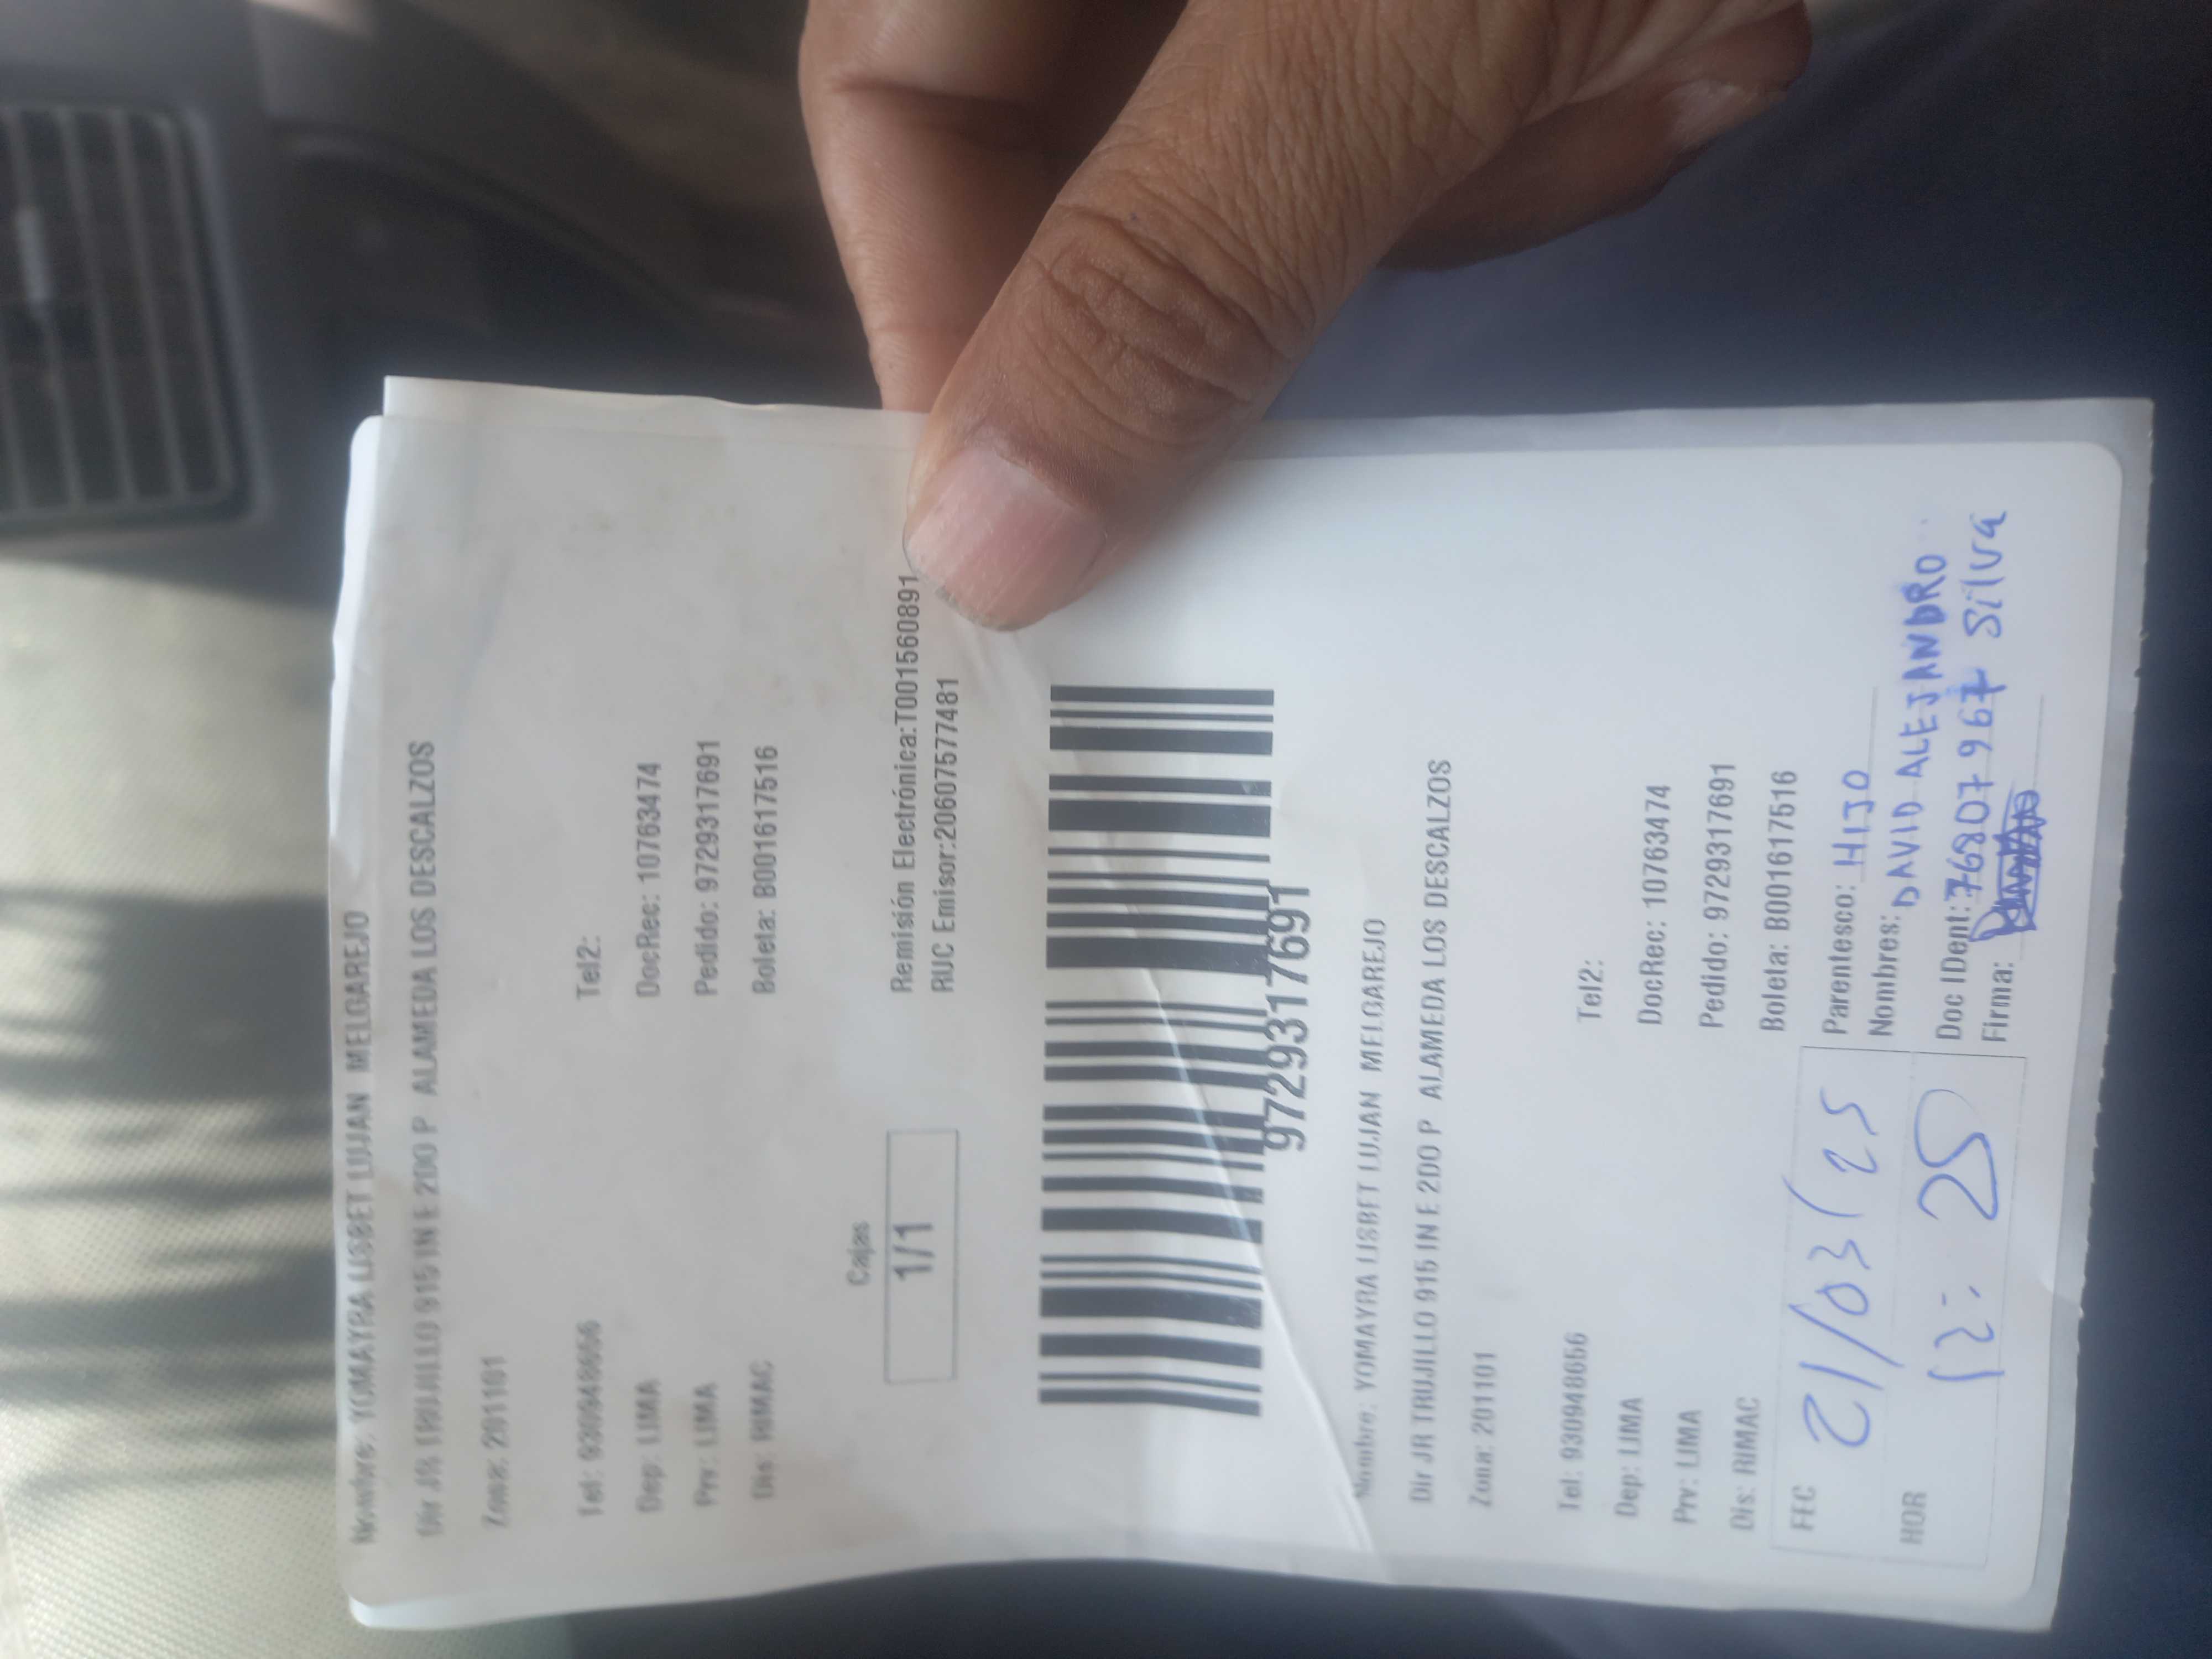 Nombre: YOMAYRA LISBET LUJAN MELGAREJO
Dir JR TRUJILLO 915 IN E 2DO P ALAMEDA LOS DESCALZOS
Zona: 201101
Tel: 930948656 Tel2:
Dep: LIMA DocRec: 10763474
Prv: LIMA Pedido: 9729317691
Dis: RIMAC Boleta: B001617516
Cajas
1/1
Remisión Electrónica:T001560891
RUC Emisor:20607577481
9729317691
Nombre: YOMAYRA LISBET LUJAN MELGAREJO
Dir JR TRUJILLO 915 IN E 2DO P ALAMEDA LOS DESCALZOS
Zona: 201101
Tel: 930948656 Tel2:
Dep: LIMA DocRec: 10763474
Prv: LIMA Pedido: 9729317691
Dis: RIMAC Boleta: B001617516
FEC 21/03/25 Parentesco: HIJO
Nombres: DAVID ALEJANDRO
HOR 12:25 Doc IDent: 76807967 Silva
Firma: